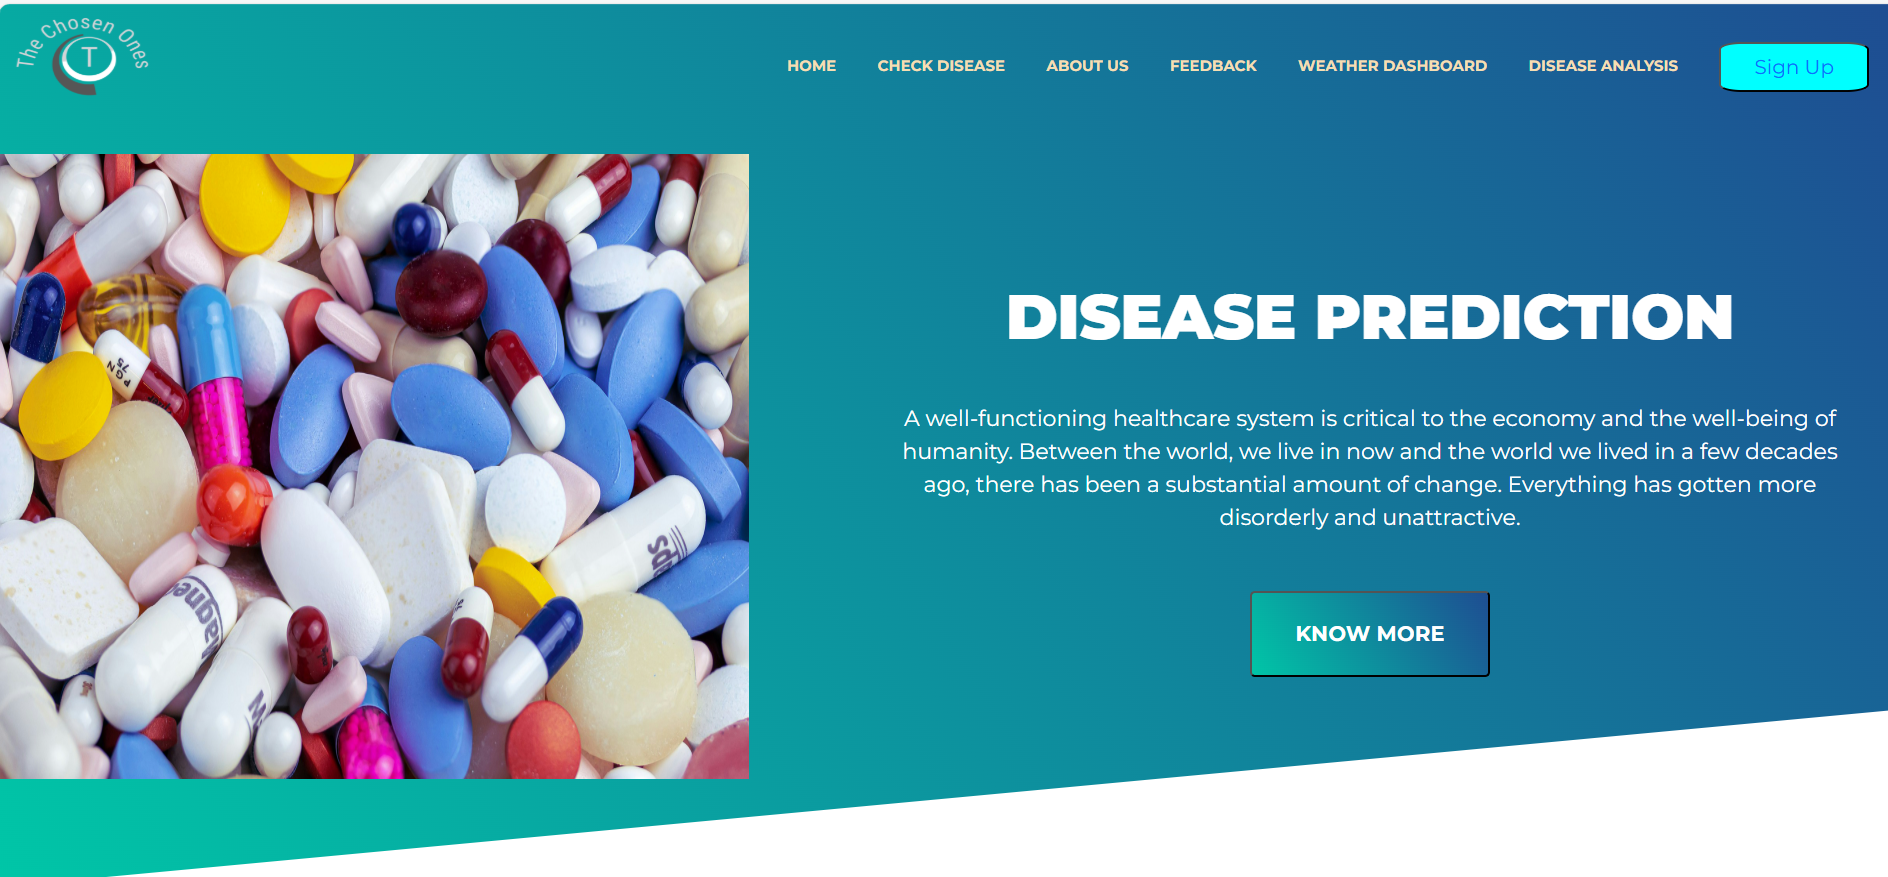 The Chosen Ones
T
HOME CHECK DISEASE ABOUT US FEEDBACK WEATHER DASHBOARD DISEASE ANALYSIS Sign Up
DISEASE PREDICTION
A well-functioning healthcare system is critical to the economy and the well-being of
humanity. Between the world, we live in now and the world we lived in a few decades
ago, there has been a substantial amount of change. Everything has gotten more
disorderly and unattractive.
KNOW MORE
PGN
75